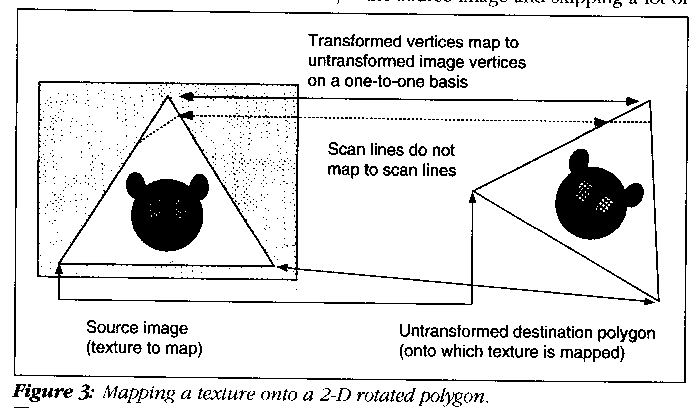 source image and skipping a lot of
Transformed vertices map to
untransformed image vertices
on a one-to-one basis
Scan lines do not
map to scan lines
Source image
(texture to map)
Untransformed destination polygon
(onto which texture is mapped)
Figure 3: Mapping a texture onto a 2-D rotated polygon.